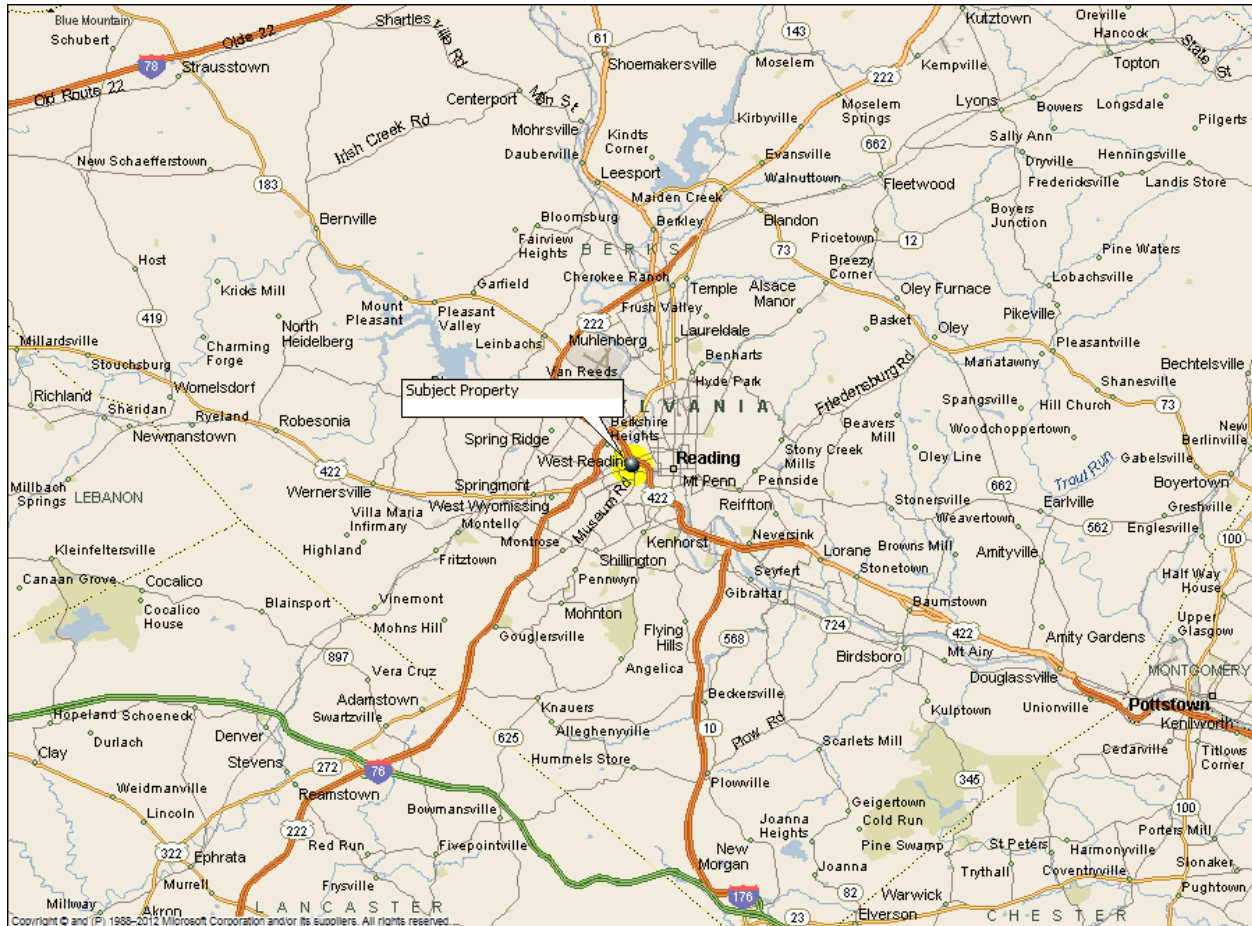 Blue Mountain
Schubert
Olde 22
78
Strausstown
Old Route 22
Shartles
Ville Rd
Centerport
Main St
Irish Creek Rd
New Schaefferstown
183
61
Shoemakersville
Mohrsville
Dauberville
Kindts
Corner
Leesport
143
Moselem
222
Kutztown
Kempville
Oreville
Hancock
State St
Topton
Moselem
Springs
Lyons
Bowers
Longsdale
Pilgerts
Kirbyville
662
Sally Ann
Dryville
Henningsville
Evansville
Walnuttown
Fleetwood
Fredericksville
Landis Store
Maiden Creek
Boyers
Junction
Bernville
Bloomsburg
Fairview
Heights
Berkley
BERKS
Blandon
Pricetown
12
73
Pine Waters
Host
Kricks Mill
Garfield
Cherokee Ranch
Temple
Alsace
Manor
Breezy
Corner
Lobachsville
Oley Furnace
Pikeville
419
North
Heidelberg
Mount
Pleasant
Pleasant
Valley
222
Frush Valley
Laureldale
Basket
Oley
Millardsville
Stouchsburg
Charming
Forge
Leinbachs
Muhlenberg
Benharts
Manatawny
Pleasantville
Bechtelsville
Van Reeds
Hyde Park
Friedensburg Rd
Shanesville
Richland
Sheridan
Womelsdorf
Ryeland
Robesonia
Newmanstown
Subject Property
LVANIA
Spangsville
Hill Church
73
Berkshire
Heights
Beavers
Mill
Woodchoppertown
New
Berlinville
Spring Ridge
West Reading
Reading
Stony Creek
Mills
Oley Line
Gabelsville
422
Millbach
Springs
LEBANON
Wernersville
Springmont
Mt Penn
Pennside
662
Trout Run
Boyertown
West Wyomissing
Museum Rd
422
Reiffton
Stonersville
Earlville
Greshville
Villa Maria
Infirmary
Montello
Weavertown
562
Englesville
Highland
Fritztown
Montrose
Kenhorst
Neversink
Browns Mill
Amityville
100
Kleinfeltersville
Shillington
Lorane
Stonetown
Seyfert
Half Way
House
Canaan Grove
Cocalico
Cocalico
House
Blainsport
Vinemont
Pennwyn
Gibraltar
Baumstown
Mohnton
Mohns Hill
Gouglersville
Flying
Hills
568
724
422
Amity Gardens
Upper
Glasgow
897
Vera Cruz
Angelica
Birdsboro
Mt Airy
Douglassville
MONTGOMERY
Adamstown
Swartzville
Beckersville
Kulptown
Unionville
Pottstown
Kenilworth
Hopeland
Schoeneck
Knauers
Alleghenyville
10
Plow Rd
Clay
Durlach
Denver
625
Scarlets Mill
Cedarville
Titlows
Corner
Stevens
272
76
Hummels Store
Plowville
345
Weidmanville
Reamstown
Bowmansville
Geigertown
Cold Run
100
Lincoln
222
Joanna
Heights
Pine Swamp
St Peters
Harmonyville
Porters Mill
322
Ephrata
Red Run
Fivepointville
New
Morgan
Joanna
Trythall
Coventryville
Slonaker
Murrell
Frysville
176
82
Warwick
Pughtown
Millway
Akron
LANCASTER
23
Elverson
CHESTER
Copyright © and (P) 1988–2012 Microsoft Corporation and/or its suppliers. All rights reserved.